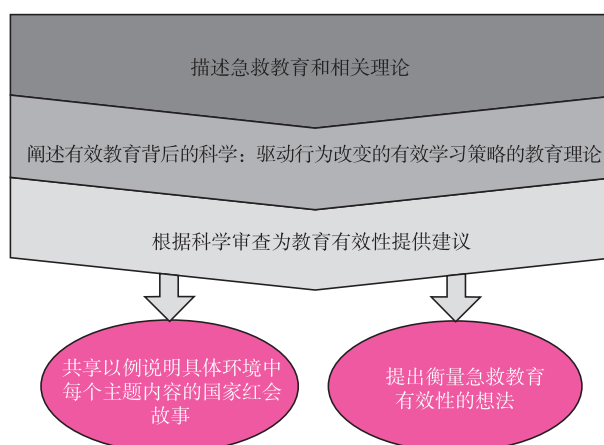 描述急救教育和相关理论
阐述有效教育背后的科学：驱动行为改变的有效学习策略的教育理论
根据科学审查为教育有效性提供建议
共享以例说明具体环境中
每个主题内容的国家红会
故事
提出衡量急救教育
有效性的想法